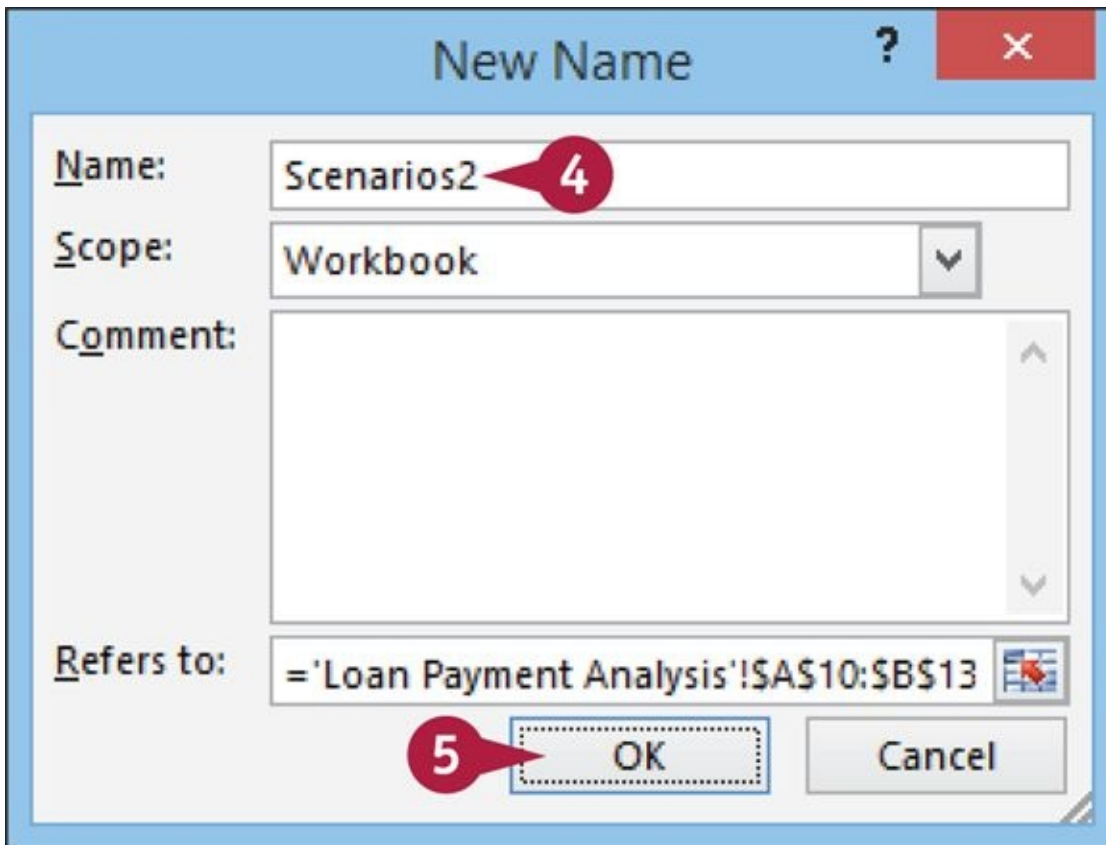 New Name ?
Name: Scenarios2 4
Scope: Workbook
Comment:
Refers to: ='Loan Payment Analysis'!$A$10:$B$13
5 OK Cancel